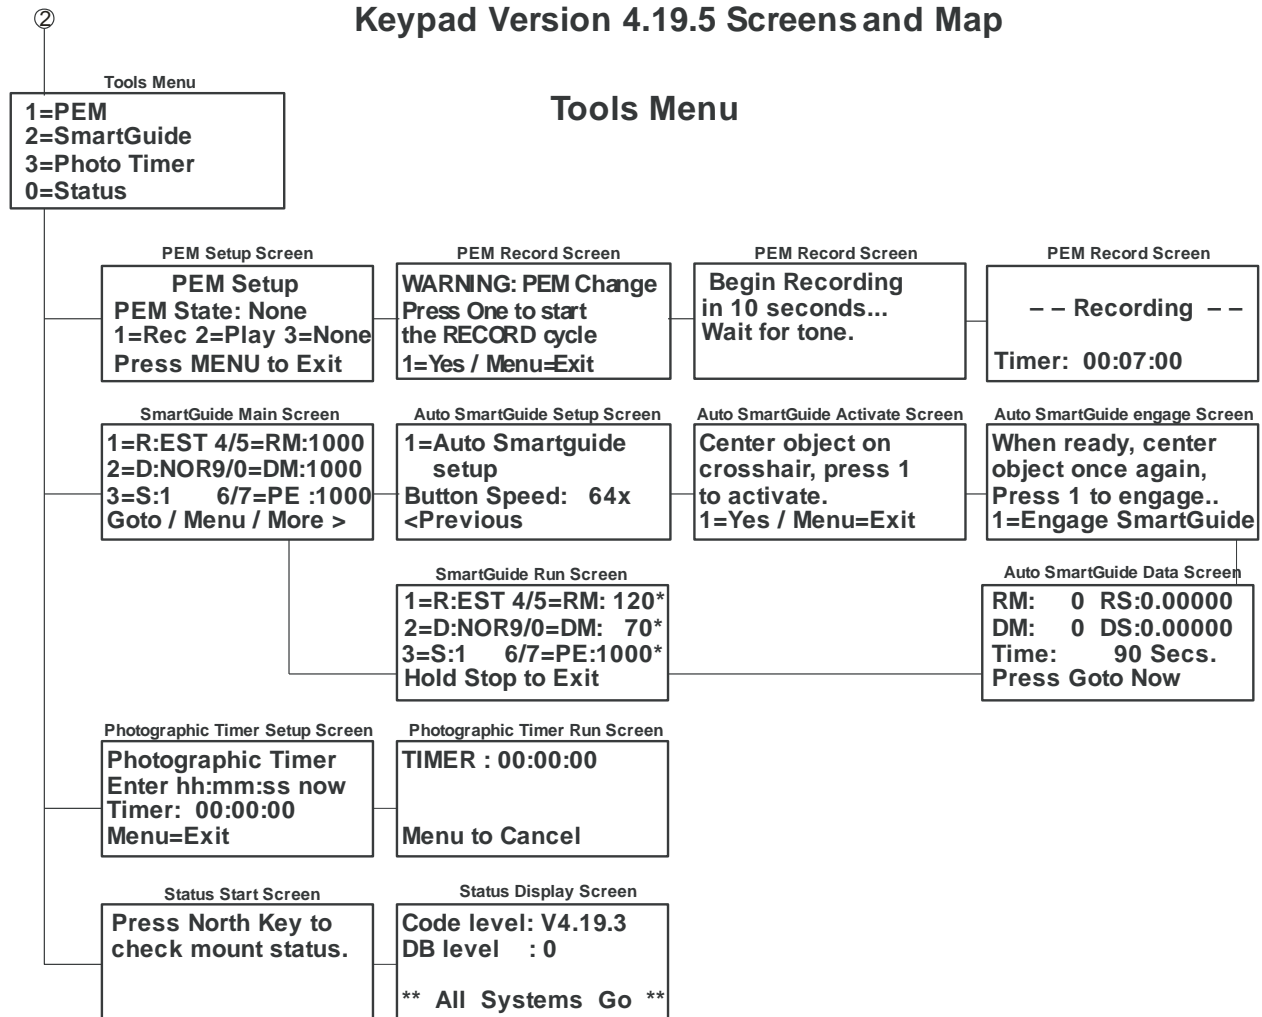 ②
Keypad Version 4.19.5 Screens and Map
Tools Menu
1=PEM
2=SmartGuide
3=Photo Timer
0=Status
Tools Menu
PEM Setup Screen
PEM Setup
PEM State: None
1=Rec 2=Play 3=None
Press MENU to Exit
PEM Record Screen
WARNING: PEM Change
Press One to start
the RECORD cycle
1=Yes / Menu=Exit
PEM Record Screen
Begin Recording
in 10 seconds...
Wait for tone.
PEM Record Screen
– – Recording – –
Timer: 00:07:00
SmartGuide Main Screen
1=R:EST 4/5=RM:1000
2=D:NOR9/0=DM:1000
3=S:1 6/7=PE :1000
Goto / Menu / More >
Auto SmartGuide Setup Screen
1=Auto Smartguide
setup
Button Speed: 64x
<Previous
Auto SmartGuide Activate Screen
Center object on
crosshair, press 1
to activate.
1=Yes / Menu=Exit
Auto SmartGuide engage Screen
When ready, center
object once again,
Press 1 to engage..
1=Engage SmartGuide
SmartGuide Run Screen
1=R:EST 4/5=RM: 120*
2=D:NOR9/0=DM: 70*
3=S:1 6/7=PE:1000*
Hold Stop to Exit
Auto SmartGuide Data Screen
RM: 0 RS:0.00000
DM: 0 DS:0.00000
Time: 90 Secs.
Press Goto Now
Photographic Timer Setup Screen
Photographic Timer
Enter hh:mm:ss now
Timer: 00:00:00
Menu=Exit
Photographic Timer Run Screen
TIMER : 00:00:00
Menu to Cancel
Status Start Screen
Press North Key to
check mount status.
Status Display Screen
Code level: V4.19.3
DB level : 0
** All Systems Go **